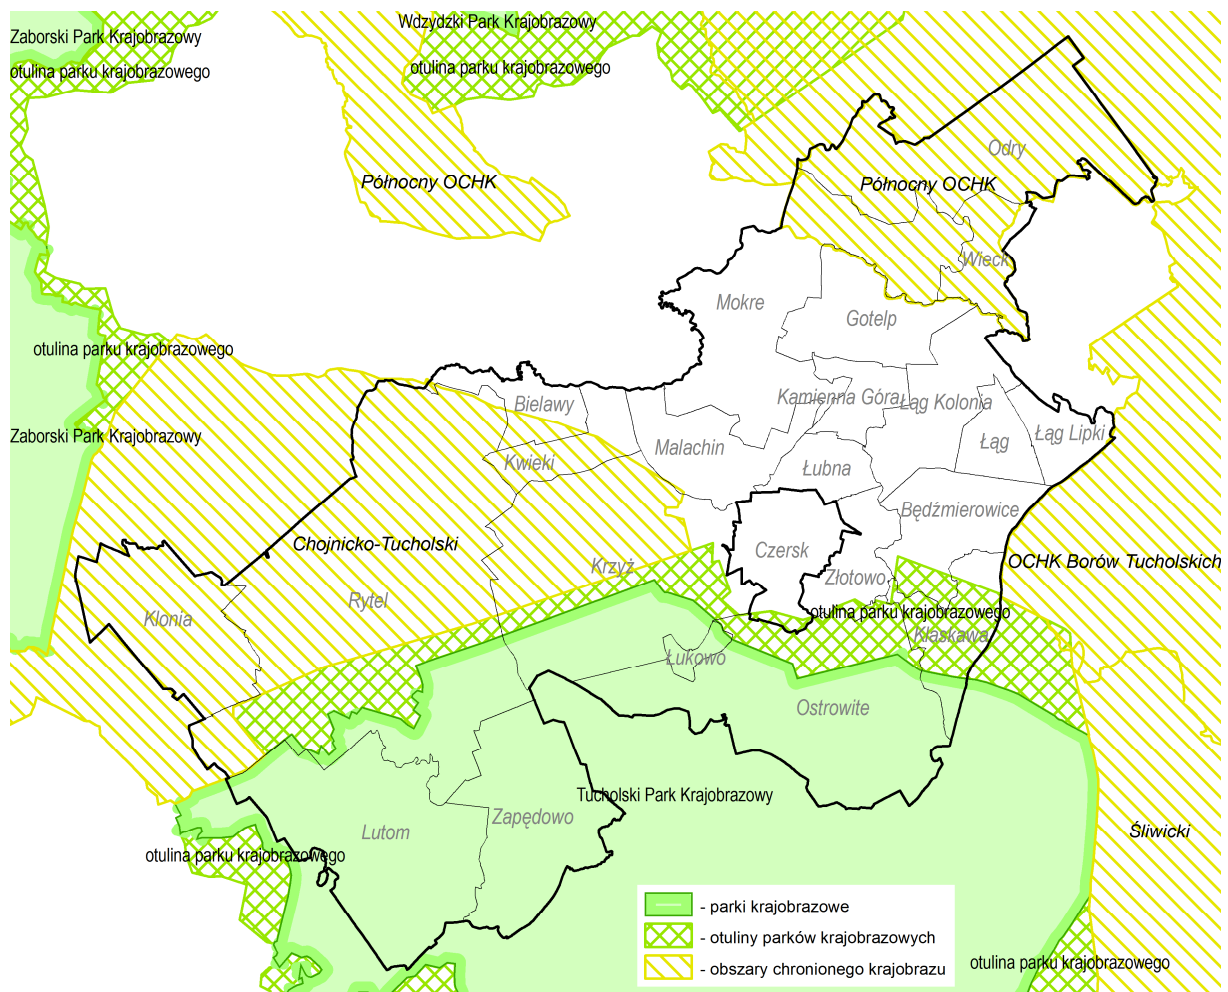 Wdzydzki Park Krajobrazowy
Zaborski Park Krajobrazowy
otulina parku krajobrazowego
otulina parku krajobrazowego
Odry
Północny OCHK
Północny OCHK
Wieck
Mokre
Gotelp
otulina parku krajobrazowego
Kamienna Góra
Łąg Kolonia
Bielawy
Zaborski Park Krajobrazowy
Malachin
Łąg
Łąg Lipki
Kwieki
Łubna
Będźmierowice
Chojnicko-Tucholski
Czersk
OCHK Borów Tucholskich
Krzyż
Złotowo
Rytel
Klonia
otulina parku krajobrazowego
Klaskawa
Łukowo
Ostrowite
Tucholski Park Krajobrazowy
Zapędowo
Lutom
Śliwicki
otulina parku krajobrazowego
- parki krajobrazowe
- otuliny parków krajobrazowych
- obszary chronionego krajobrazu
otulina parku krajobrazowego